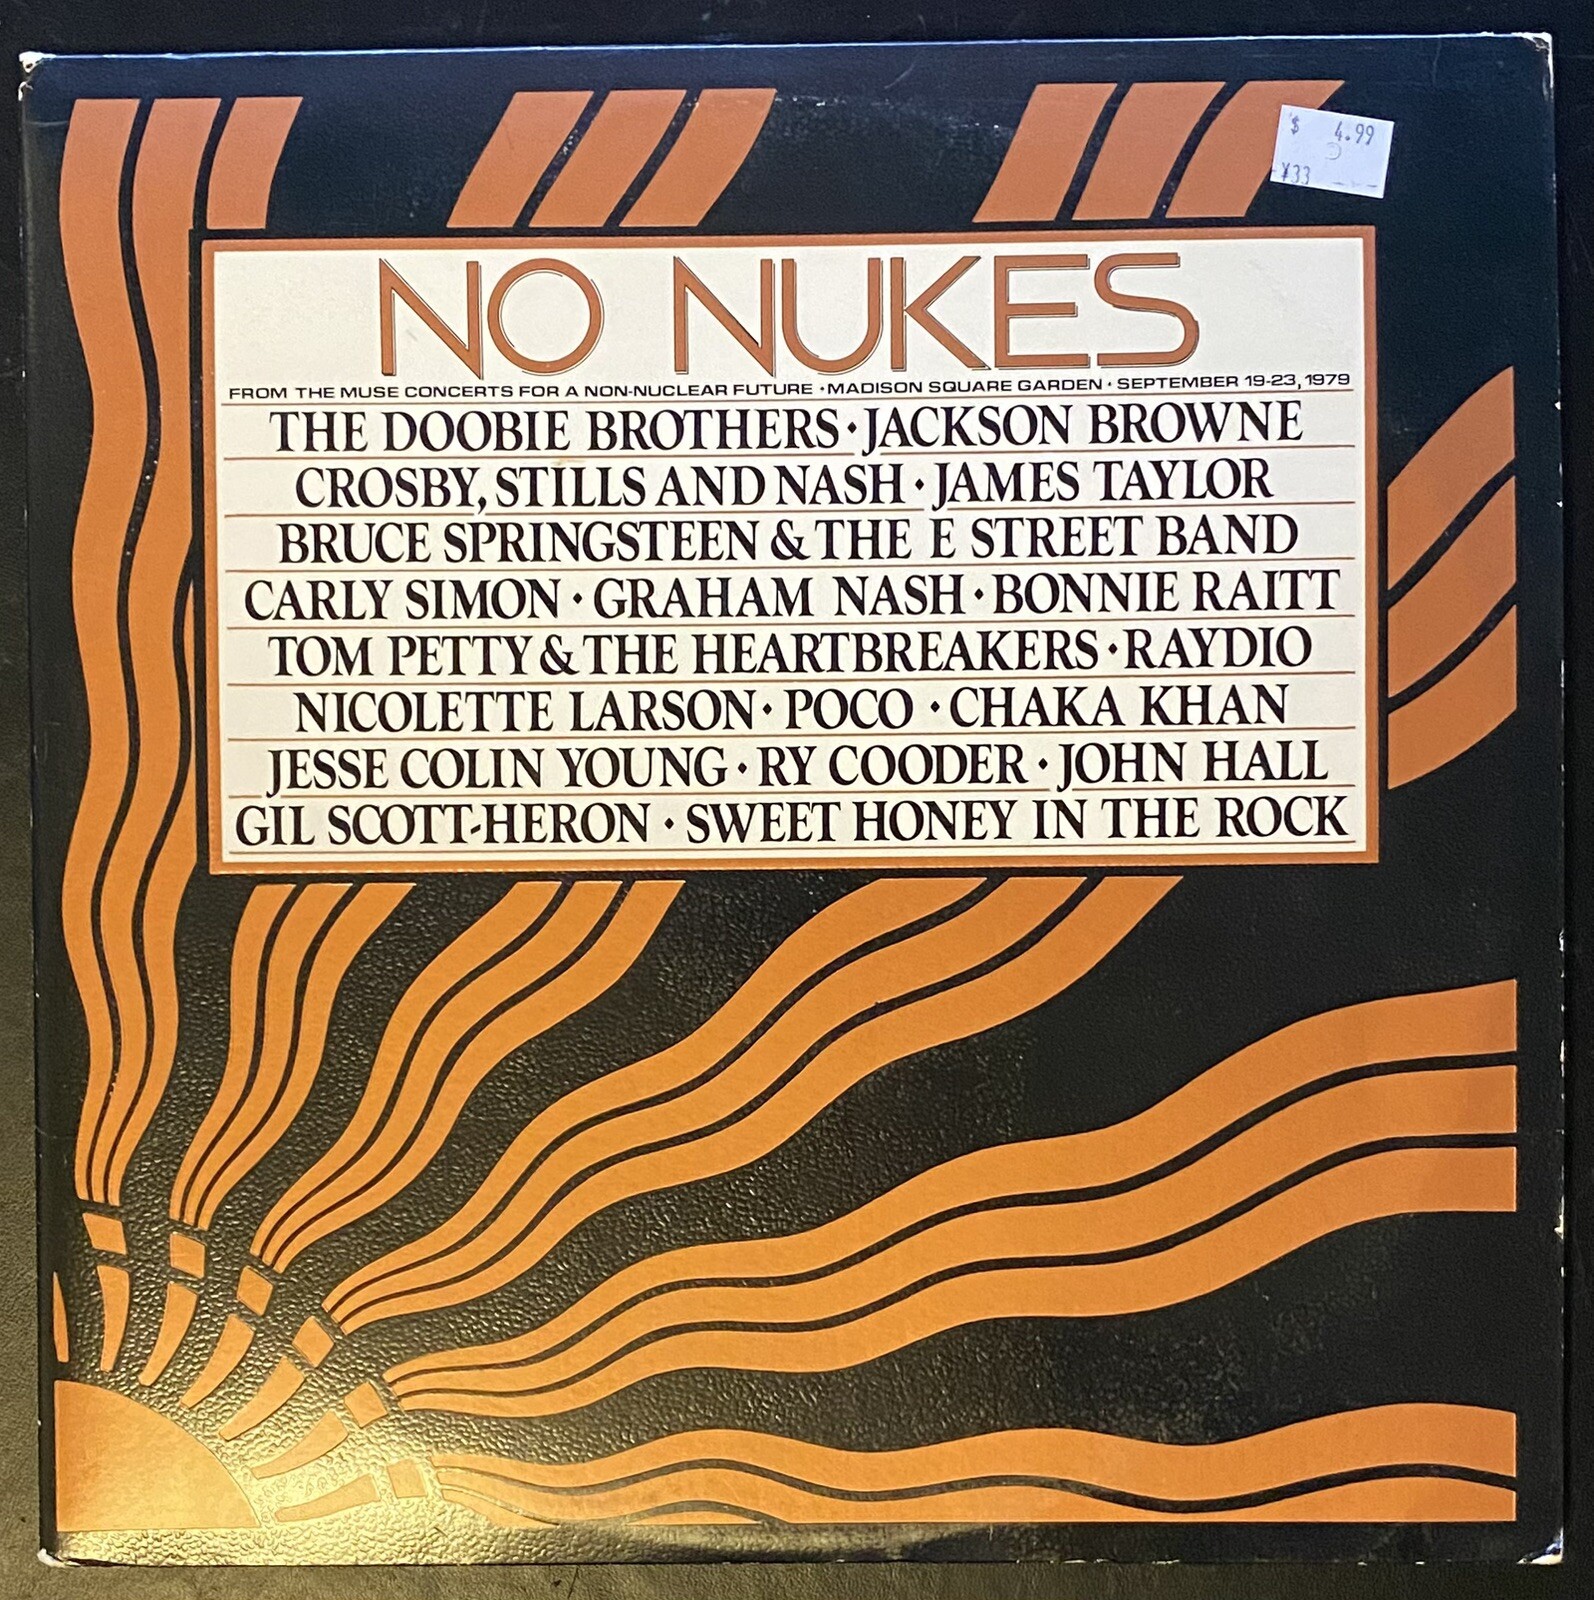 $ 4.99
¥33
NO NUKES
FROM THE MUSE CONCERTS FOR A NON-NUCLEAR FUTURE • MADISON SQUARE GARDEN • SEPTEMBER 19-23, 1979
THE DOOBIE BROTHERS • JACKSON BROWNE
CROSBY, STILLS AND NASH • JAMES TAYLOR
BRUCE SPRINGSTEEN & THE E STREET BAND
CARLY SIMON • GRAHAM NASH • BONNIE RAITT
TOM PETTY & THE HEARTBREAKERS • RAYDIO
NICOLETTE LARSON • POCO • CHAKA KHAN
JESSE COLIN YOUNG • RY COODER • JOHN HALL
GIL SCOTT-HERON • SWEET HONEY IN THE ROCK